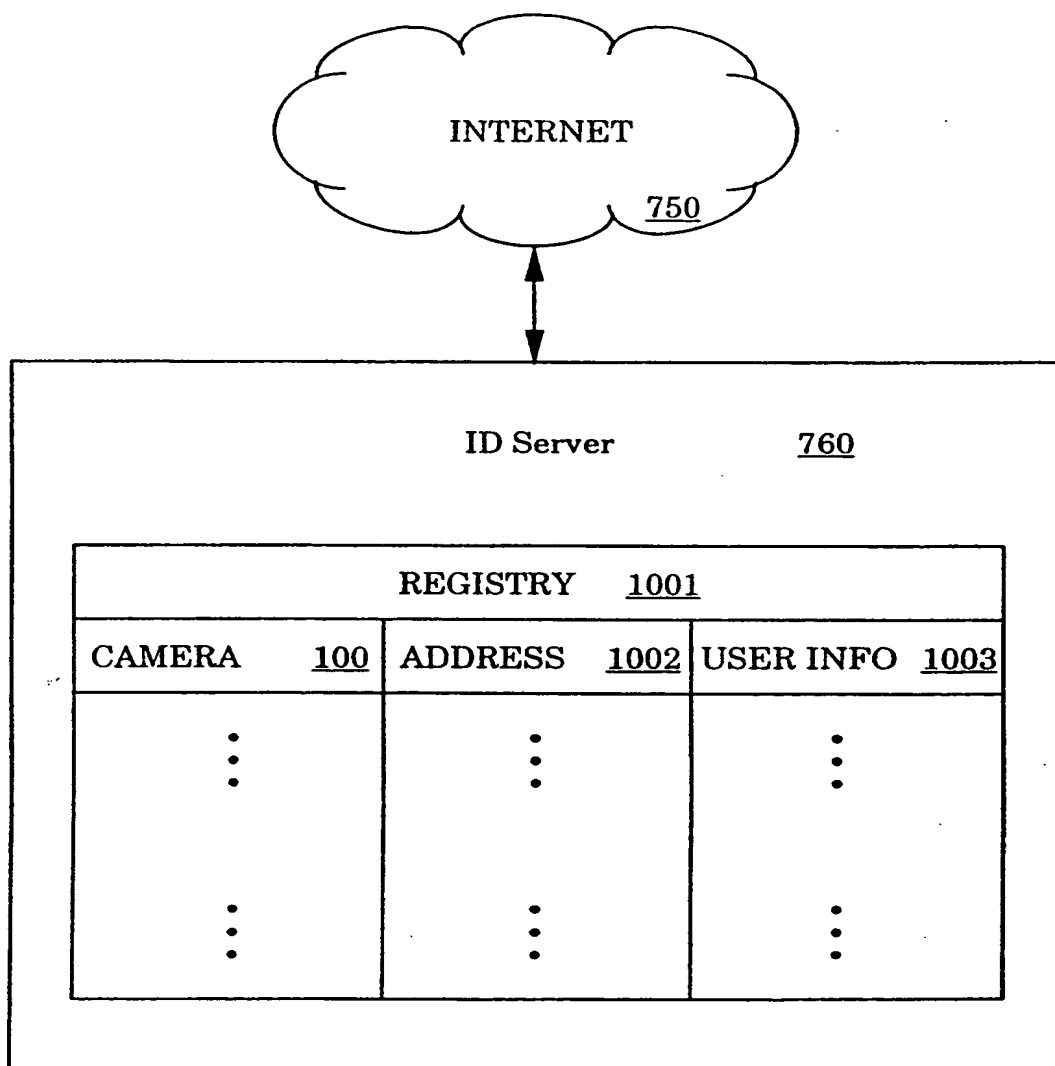 INTERNET
750
ID Server 760
REGISTRY 1001
CAMERA 100 ADDRESS 1002 USER INFO 1003